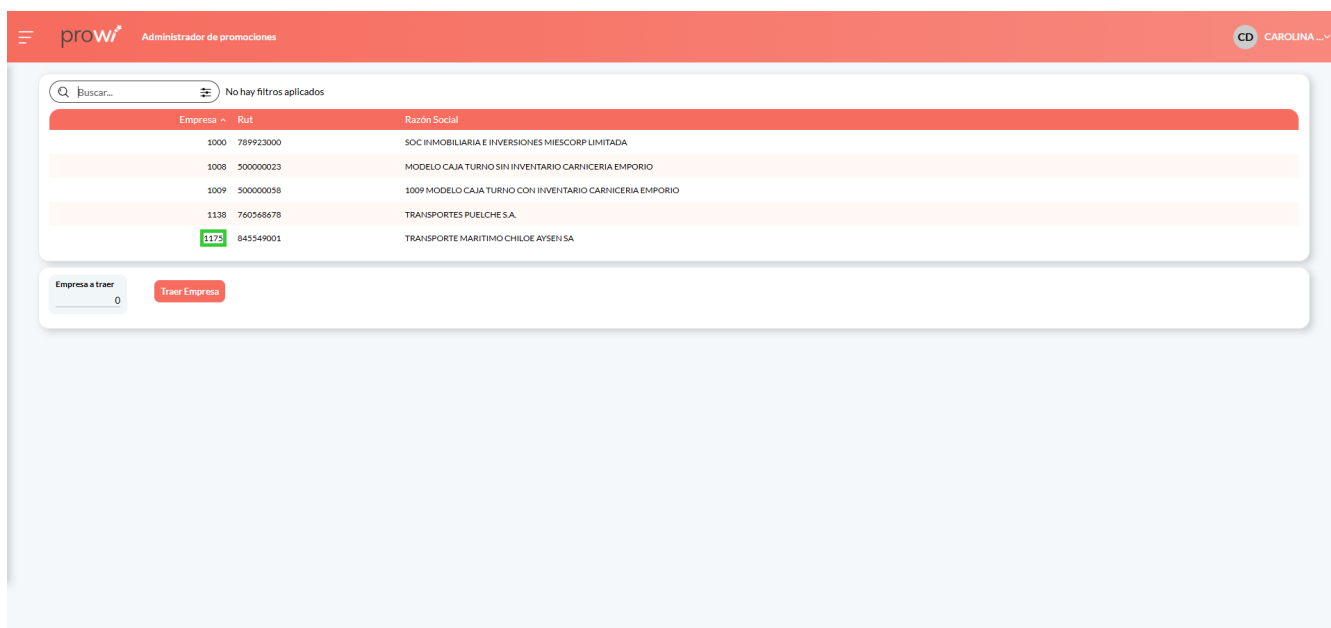 prowi Administrador de promociones CD CAROLINA ...
Buscar... No hay filtros aplicados
Empresa Rut Razón Social
1000 789923000 SOC INMOBILIARIA E INVERSIONES MIESCORP LIMITADA
1008 500000023 MODELO CAJA TURNO SIN INVENTARIO CARNICERIA EMPORIO
1009 500000058 1009 MODELO CAJA TURNO CON INVENTARIO CARNICERIA EMPORIO
1138 760568678 TRANSPORTES PUELCHE S.A.
1175 845549001 TRANSPORTE MARITIMO CHILOE AYSEN SA
Empresa a traer
0
Traer Empresa